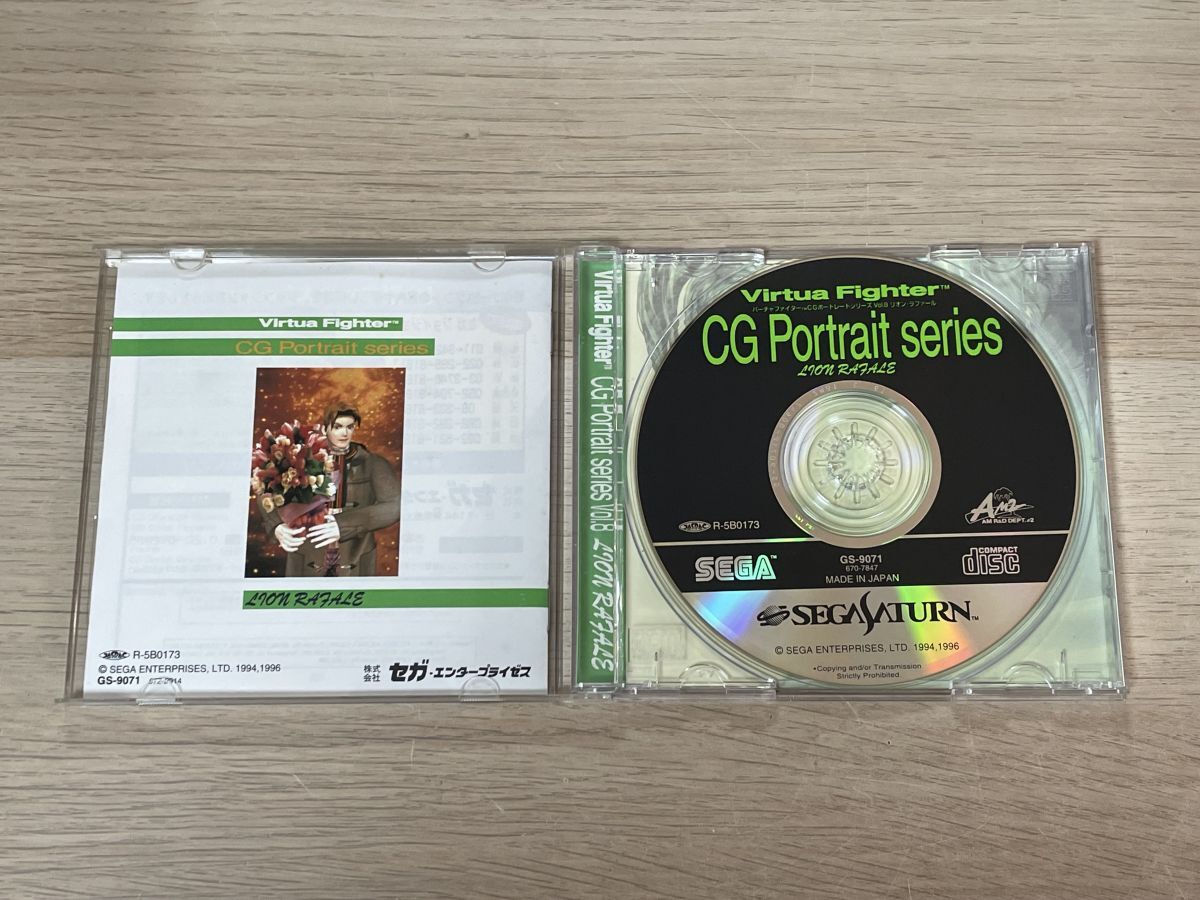 Virtua Fighter™
CG Portrait series
LION RAFALE
R-5B0173
© SEGA ENTERPRISES, LTD. 1994,1996
GS-9071
株式会社 セガ・エンタープライゼス
Virtua Fighter™ CG Portrait series Vol.8 LION RAFALE
Virtua Fighter™
バーチャファイター™CGポートレートシリーズ Vol.8 リオン・ラファール
CG Portrait series
LION RAFALE
AM2
AM R&D DEPT.#2
R-5B0173
SEGA™
GS-9071
670-7847
MADE IN JAPAN
COMPACT
disc
SEGA SATURN™
© SEGA ENTERPRISES, LTD. 1994,1996
*Copying and/or Transmission
Strictly Prohibited.